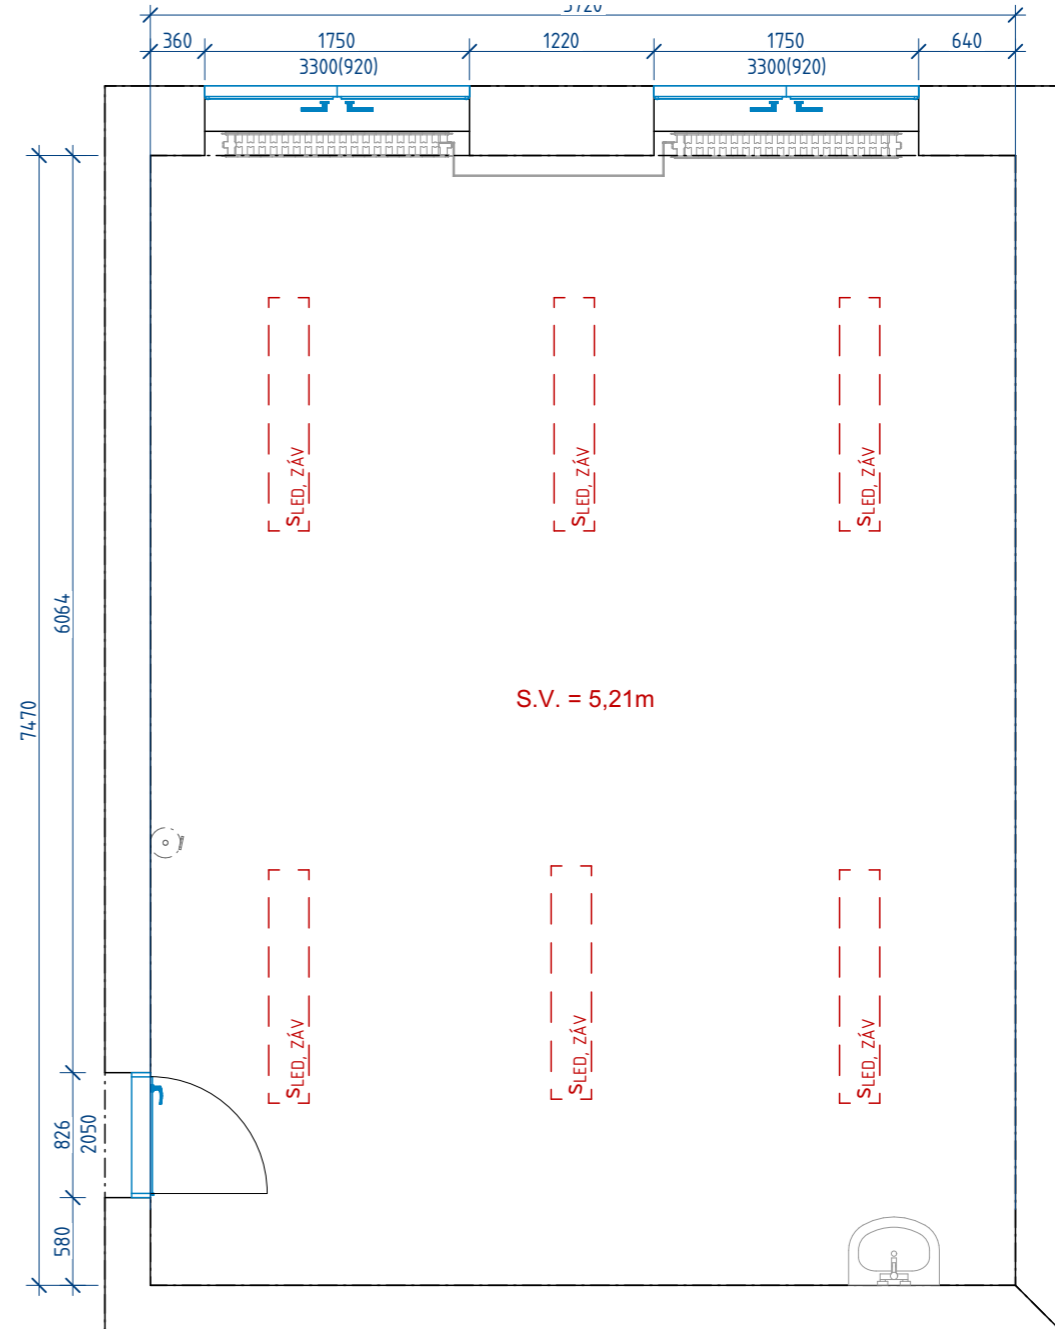 5720
360 1750 1220 1750 640
3300(920) 3300(920)
SLED, ZÁV
SLED, ZÁV
SLED, ZÁV
6064
7470
S.V. = 5,21m
SLED, ZÁV
SLED, ZÁV
SLED, ZÁV
826
2050
580